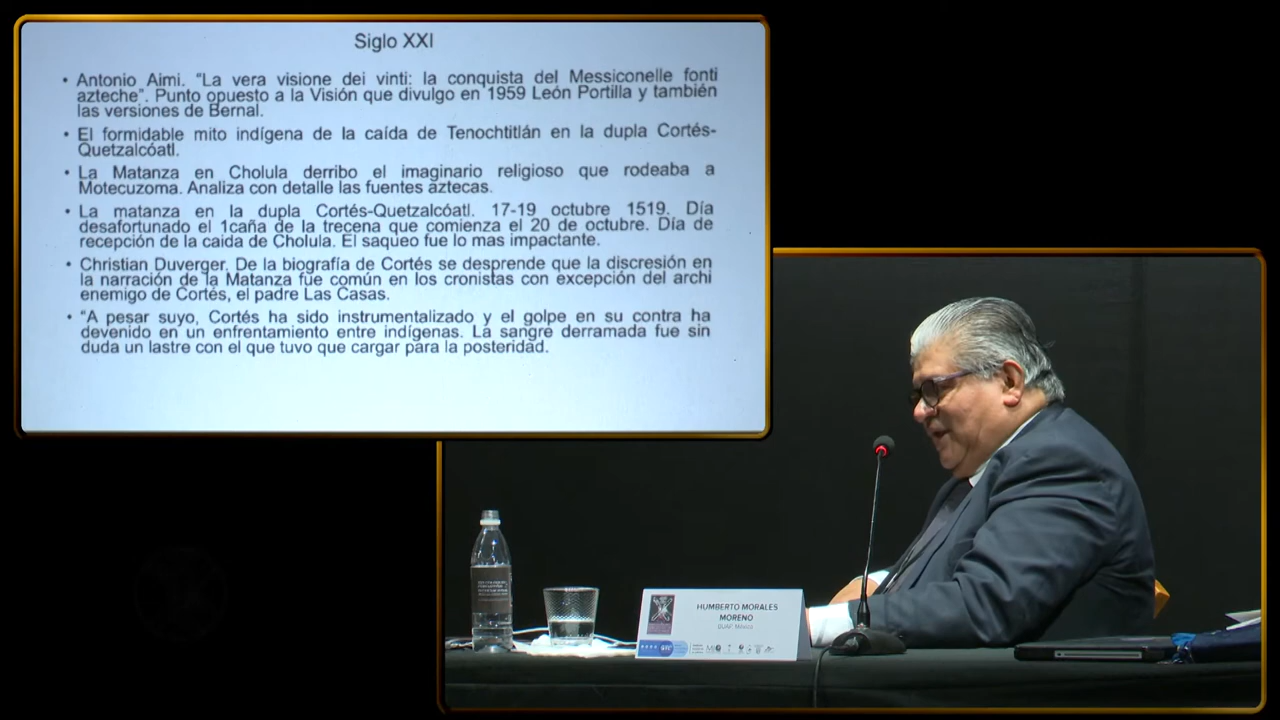 Siglo XXI
• Antonio Aimi. "La vera visione dei vinti: la conquista del Messiconelle fonti
azteche". Punto opuesto a la Visión que divulgo en 1959 León Portilla y también
las versiones de Bernal.
• El formidable mito indígena de la caída de Tenochtitlán en la dupla Cortés-
Quetzalcóatl.
• La Matanza en Cholula derribo el imaginario religioso que rodeaba a
Motecuzoma. Analiza con detalle las fuentes aztecas.
• La matanza en la dupla Cortés-Quetzalcóatl. 17-19 octubre 1519. Día
desafortunado el 1caña de la trecena que comienza el 20 de octubre. Día de
recepción de la caida de Cholula. El saqueo fue lo mas impactante.
• Christian Duverger. De la biografía de Cortés se desprende que la discresión en
la narración de la Matanza fue común en los cronistas con excepción del archi
enemigo de Cortés, el padre Las Casas.
• "A pesar suyo, Cortés ha sido instrumentalizado y el golpe en su contra ha
devenido en un enfrentamiento entre indígenas. La sangre derramada fue sin
duda un lastre con el que tuvo que cargar para la posteridad.
HUMBERTO MORALES
MORENO
BUAP, México